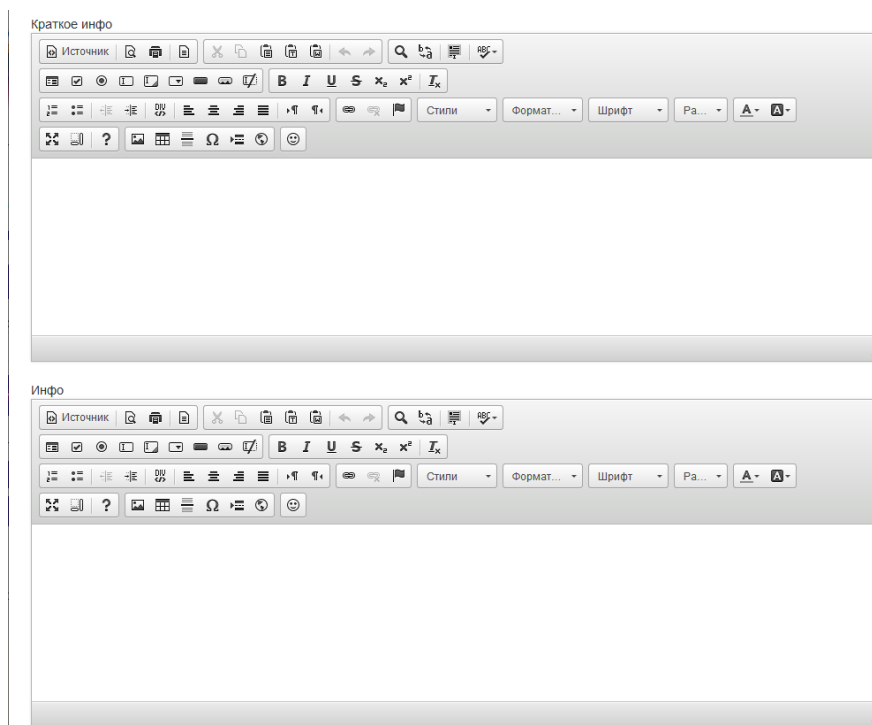 Краткое инфо
Источник
Стили Формат... Шрифт Ра... A A
Инфо
Источник
Стили Формат... Шрифт Ра... A A